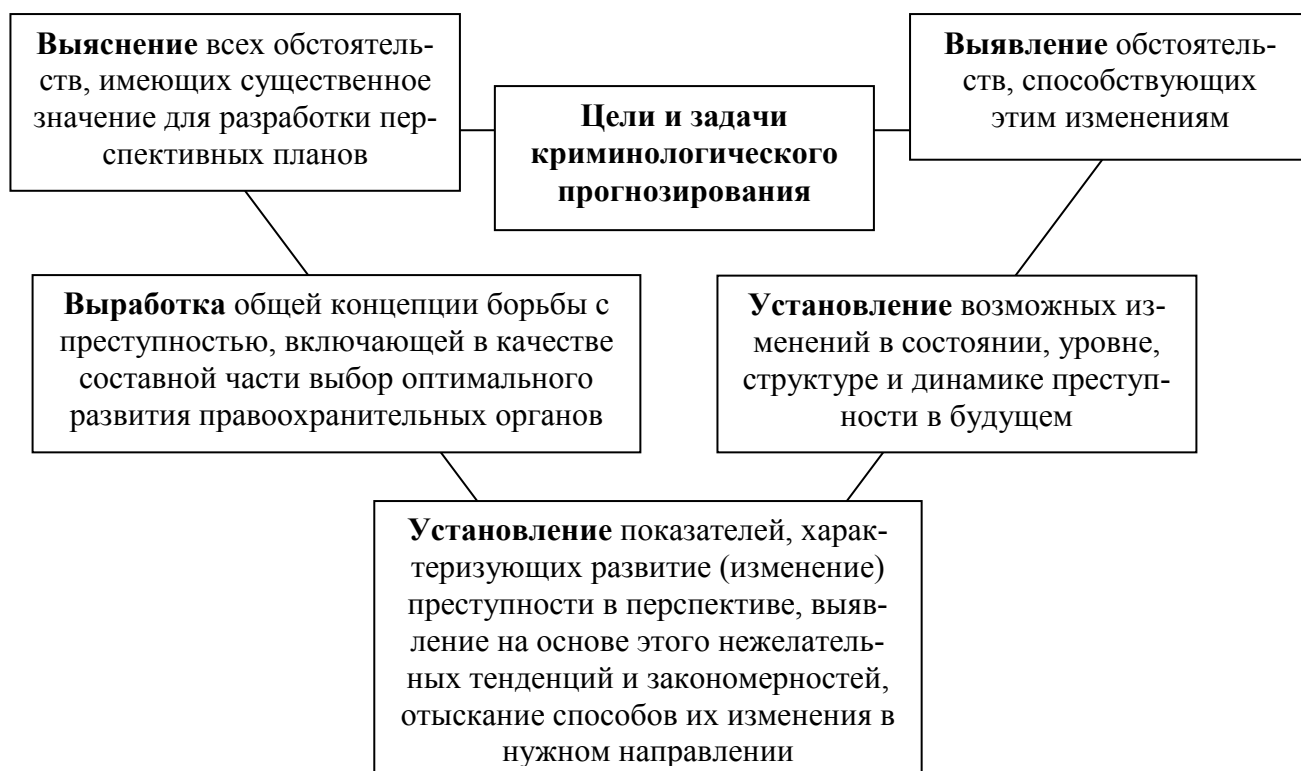 Выяснение всех обстоятель-
ств, имеющих существенное
значение для разработки пер-
спективных планов
Цели и задачи
криминологического
прогнозирования
Выявление обстоятель-
ств, способствующих
этим изменениям
Выработка общей концепции борьбы с
преступностью, включающей в качестве
составной части выбор оптимального
развития правоохранительных органов
Установление возможных из-
менений в состоянии, уровне,
структуре и динамике преступ-
ности в будущем
Установление показателей, харак-
теризующих развитие (изменение)
преступности в перспективе, выяв-
ление на основе этого нежелатель-
ных тенденций и закономерностей,
отыскание способов их изменения в
нужном направлении